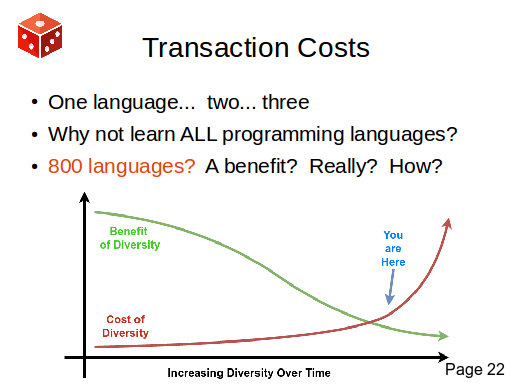 Transaction Costs
One language... two... three
Why not learn ALL programming languages?
800 languages? A benefit? Really? How?
Benefit
of Diversity
You
are
Here
Cost of
Diversity
Increasing Diversity Over Time
Page 22